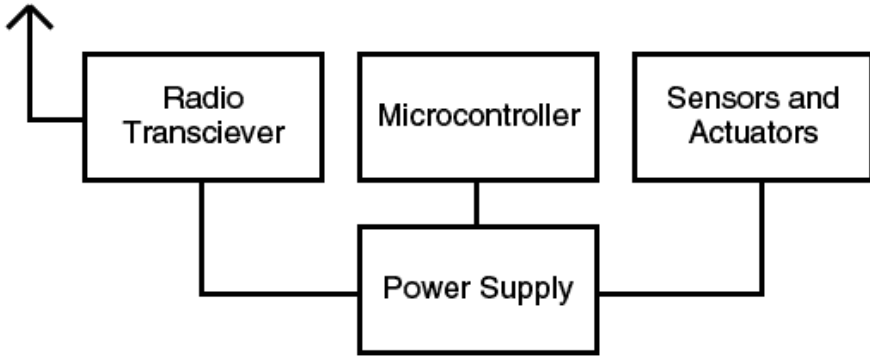 Radio
Transciever
Microcontroller
Sensors and
Actuators
Power Supply